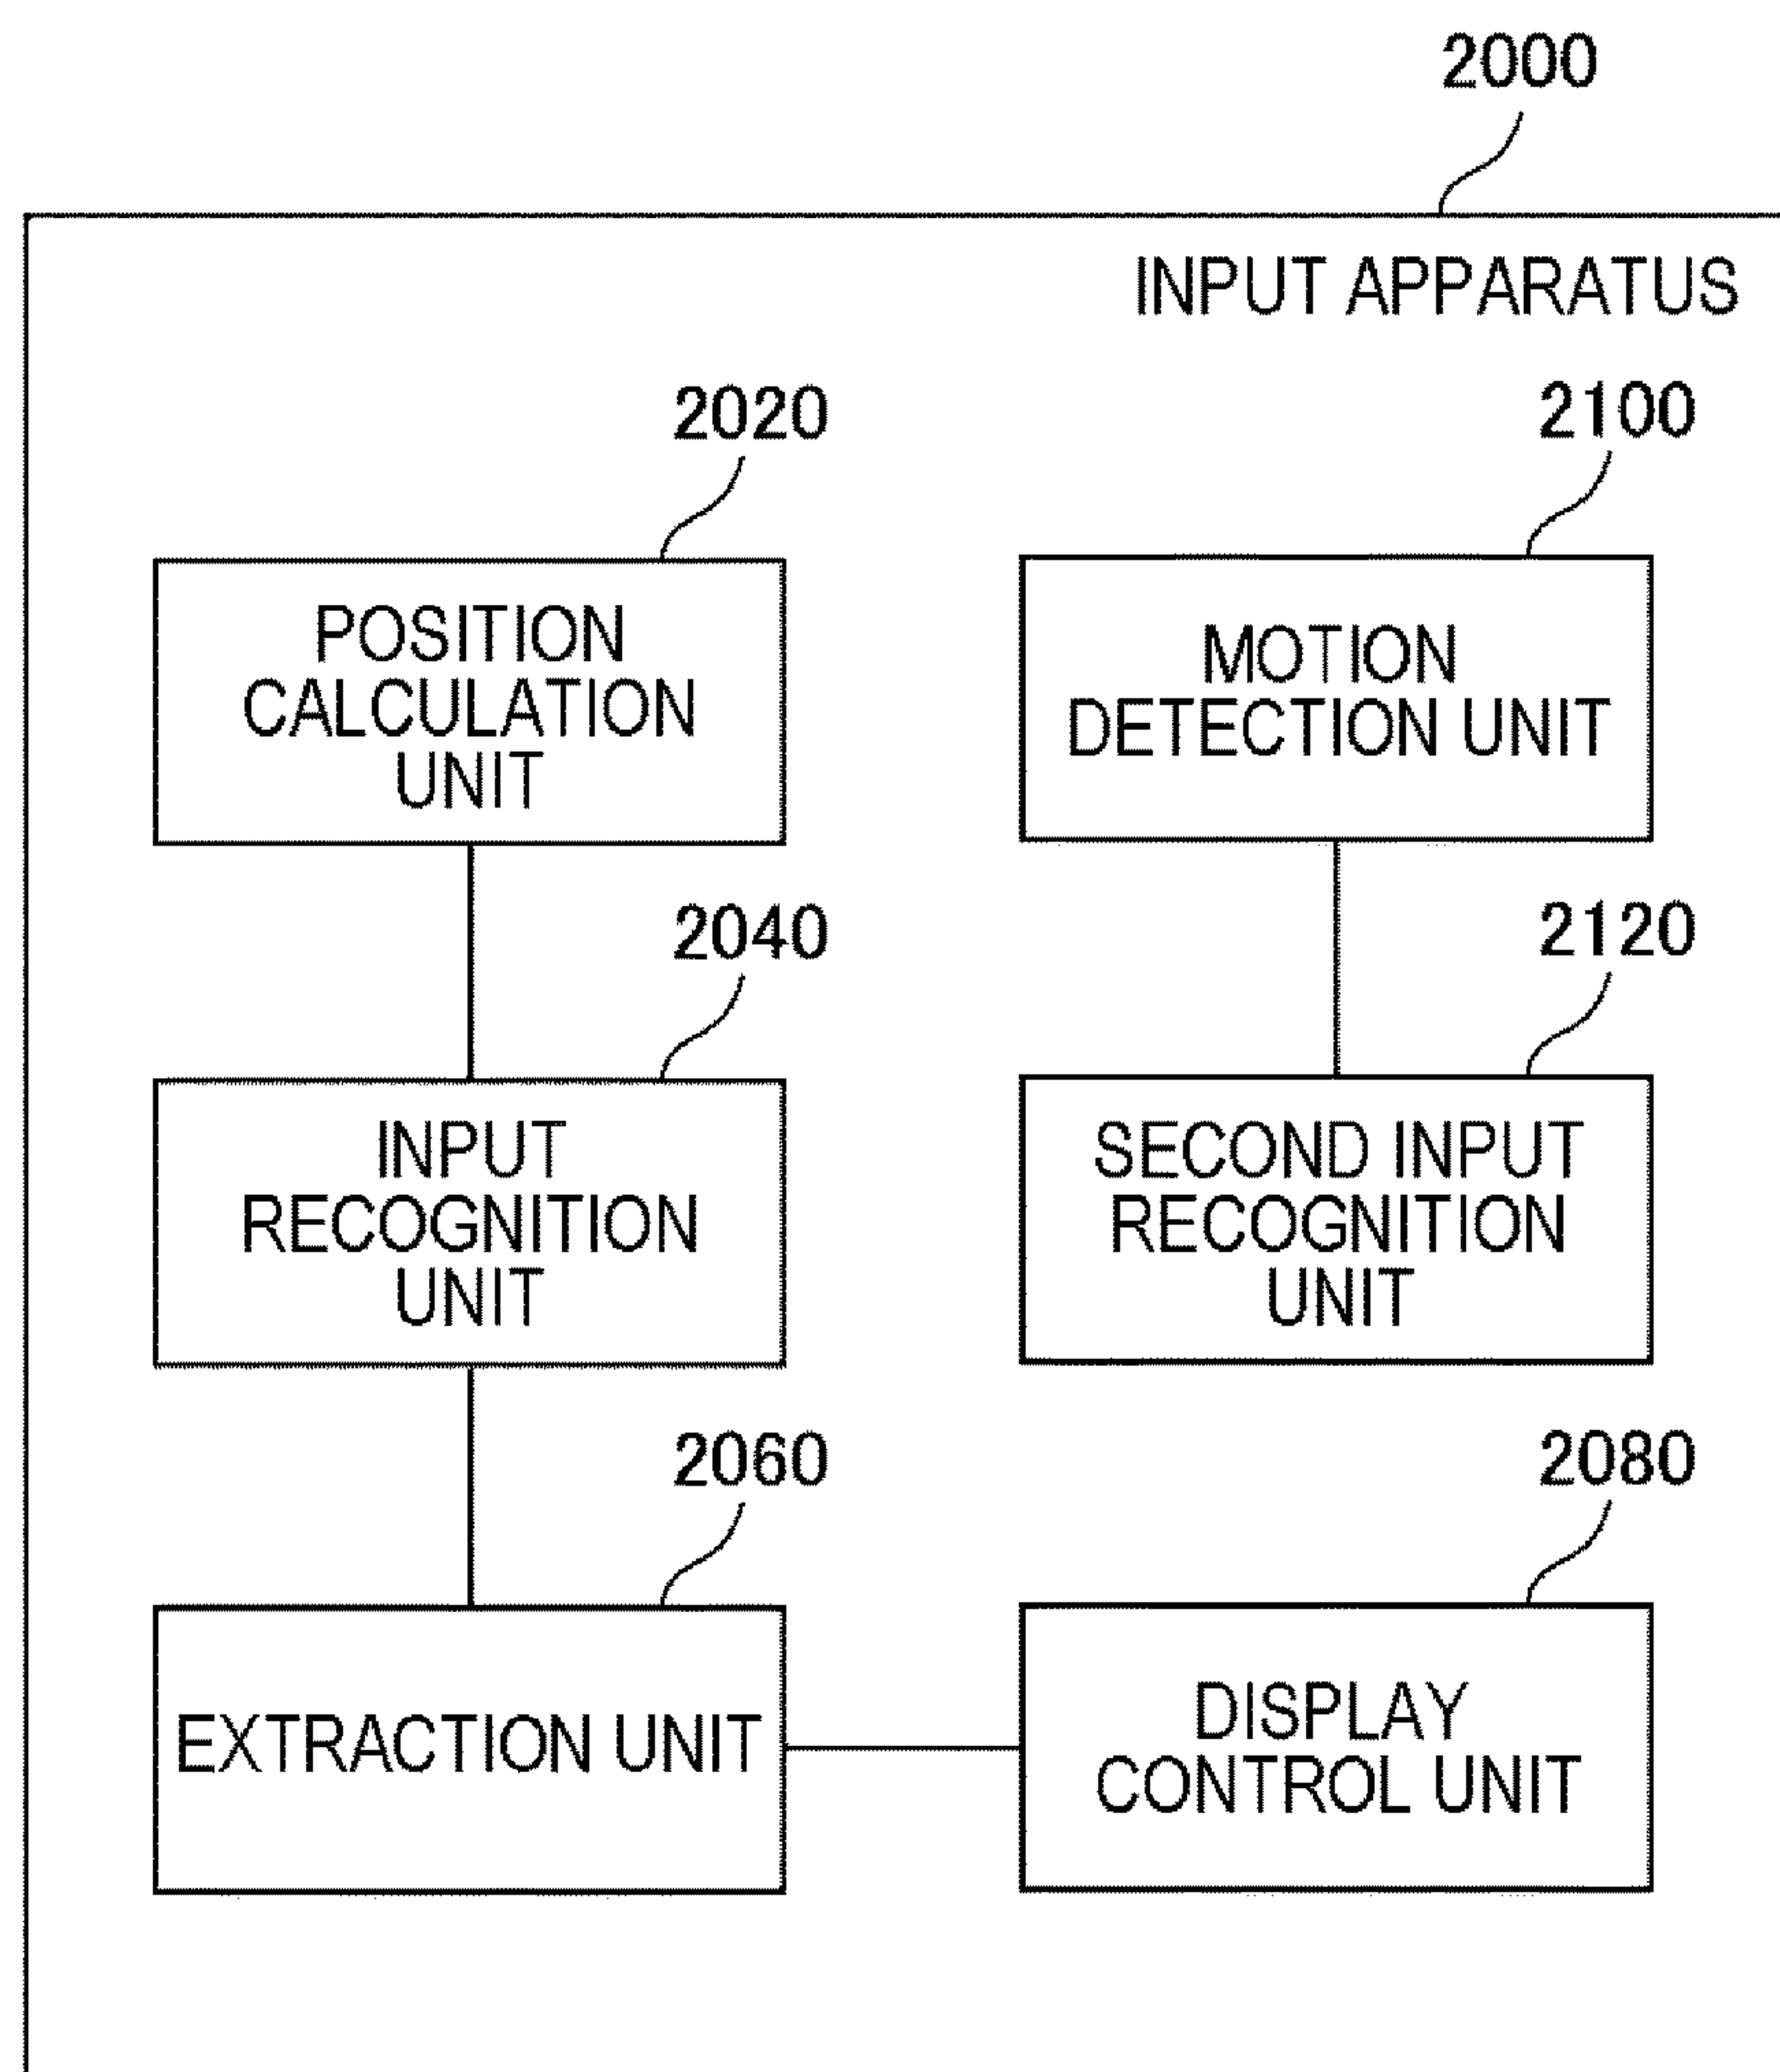 2000
INPUT APPARATUS
2020
POSITION
CALCULATION
UNIT
2100
MOTION
DETECTION UNIT
2040
INPUT
RECOGNITION
UNIT
2120
SECOND INPUT
RECOGNITION
UNIT
2060
EXTRACTION UNIT
2080
DISPLAY
CONTROL UNIT